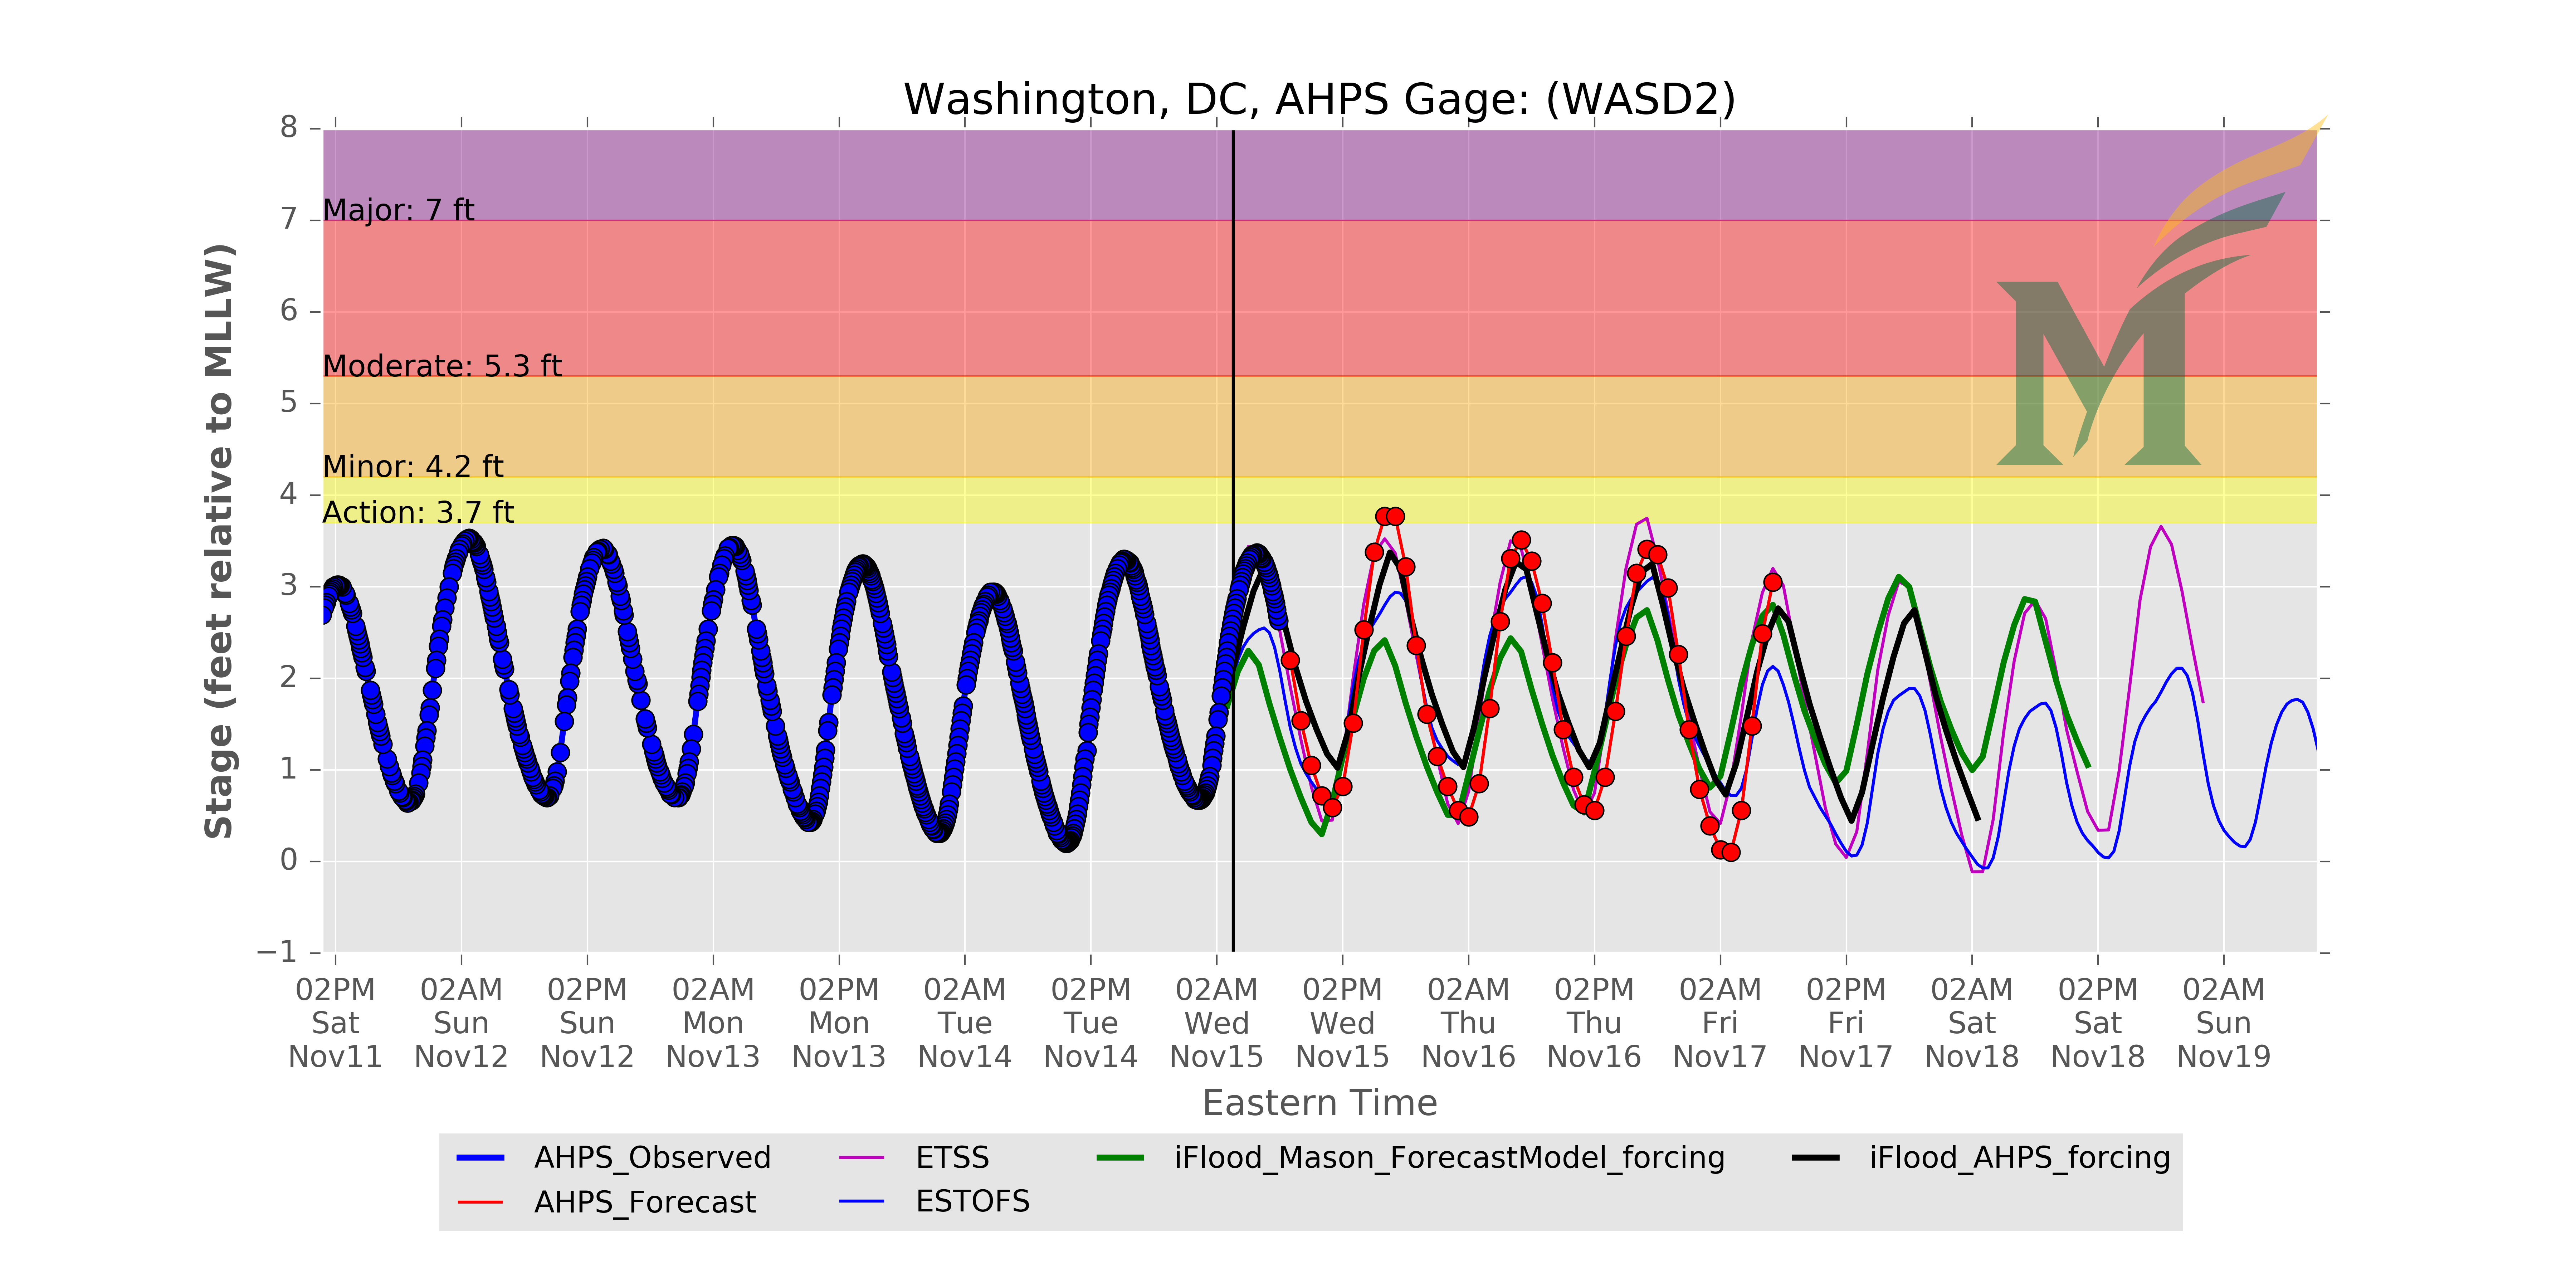 Washington, DC, AHPS Gage: (WASD2)
Stage (feet relative to MLLW)
8
7
6
5
4
3
2
1
0
−1
Major: 7 ft
Moderate: 5.3 ft
Minor: 4.2 ft
Action: 3.7 ft
02PM 02AM 02PM 02AM 02PM 02AM 02PM 02AM 02PM 02AM 02PM 02AM 02PM 02AM 02PM 02AM
Sat Sun Sun Mon Mon Tue Tue Wed Wed Thu Thu Fri Fri Sat Sat Sun
Nov11 Nov12 Nov12 Nov13 Nov13 Nov14 Nov14 Nov15 Nov15 Nov16 Nov16 Nov17 Nov17 Nov18 Nov18 Nov19
Eastern Time
AHPS_Observed ETSS iFlood_Mason_ForecastModel_forcing iFlood_AHPS_forcing
AHPS_Forecast ESTOFS
M